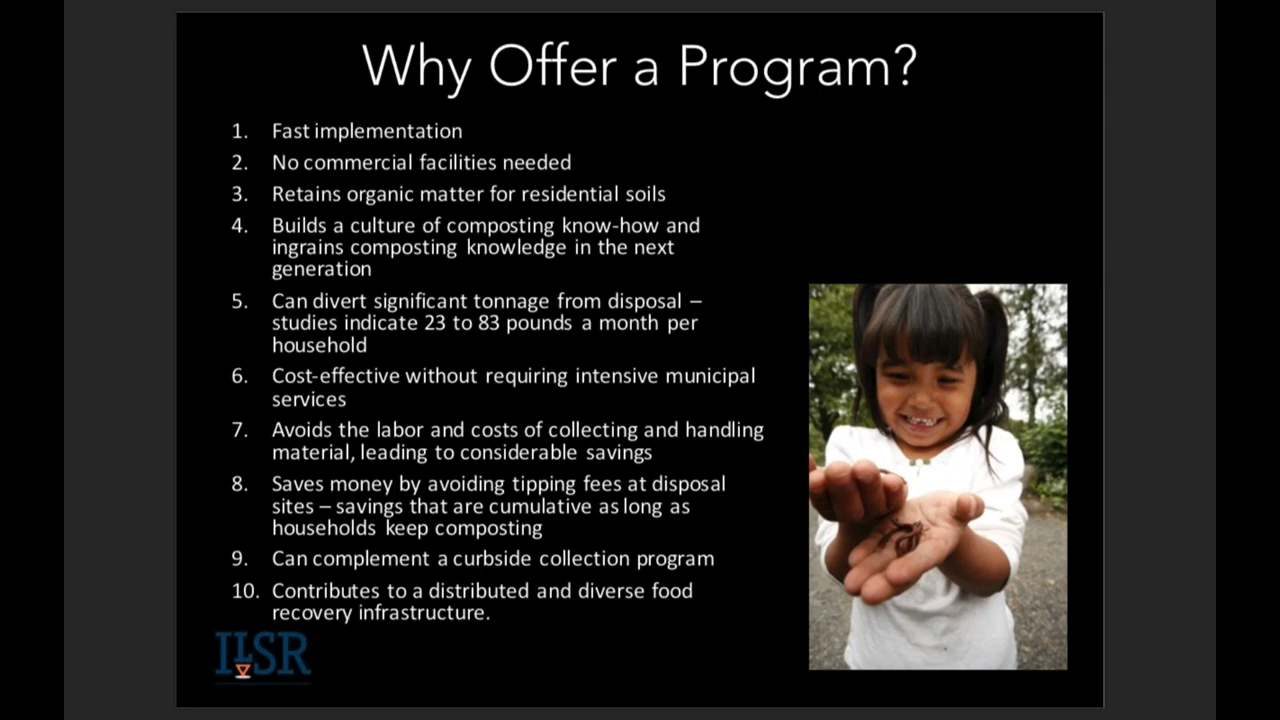 Why Offer a Program?
1. Fast implementation
2. No commercial facilities needed
3. Retains organic matter for residential soils
4. Builds a culture of composting know-how and
ingrains composting knowledge in the next
generation
5. Can divert significant tonnage from disposal –
studies indicate 23 to 83 pounds a month per
household
6. Cost-effective without requiring intensive municipal
services
7. Avoids the labor and costs of collecting and handling
material, leading to considerable savings
8. Saves money by avoiding tipping fees at disposal
sites – savings that are cumulative as long as
households keep composting
9. Can complement a curbside collection program
10. Contributes to a distributed and diverse food
recovery infrastructure.
ILSR